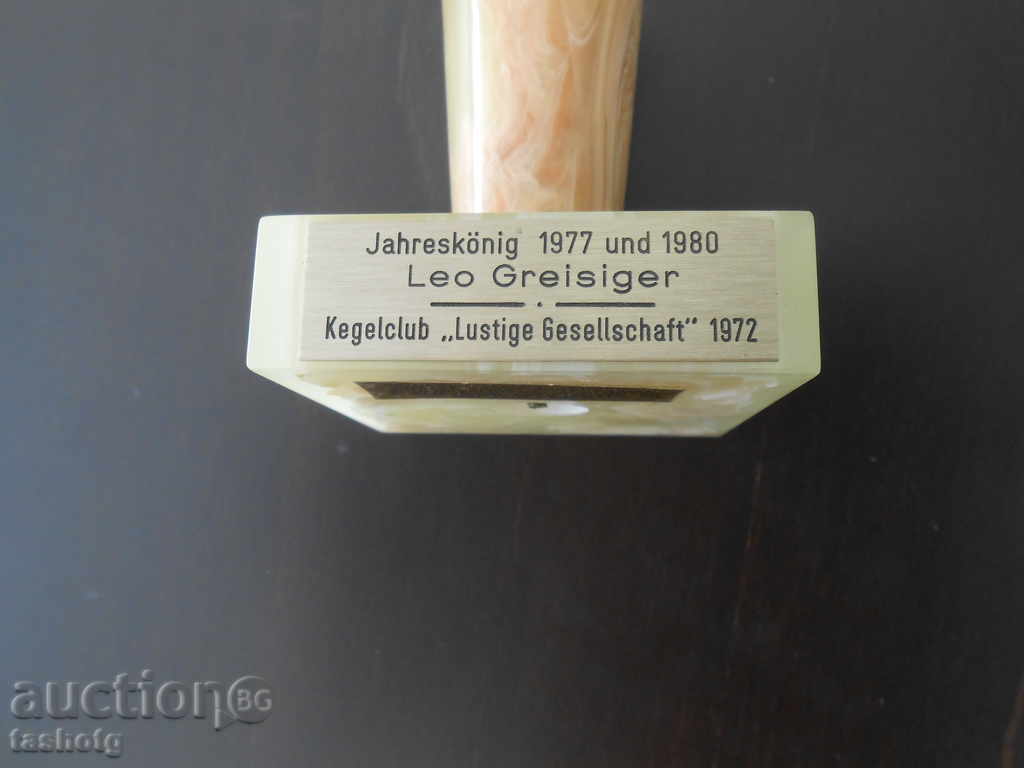 Jahreskönig 1977 und 1980
Leo Greisiger
Kegelclub „Lustige Gesellschaft" 1972
auction BG
tashofg